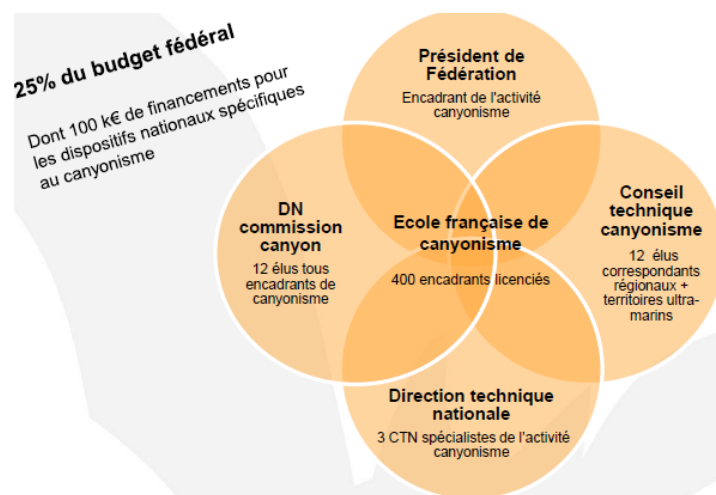 25% du budget fédéral
Dont 100 k€ de financements pour
les dispositifs nationaux spécifiques
au canyonisme
Président de
Fédération
Encadrant de l'activité
canyonisme
DN
commission
canyon
12 élus tous
encadrants de
canyonisme
Ecole française de
canyonisme
400 encadrants licenciés
Conseil
technique
canyonisme
12 élus
correspondants
régionaux +
territoires ultra-
marins
Direction technique
nationale
3 CTN spécialistes de l'activité
canyonisme